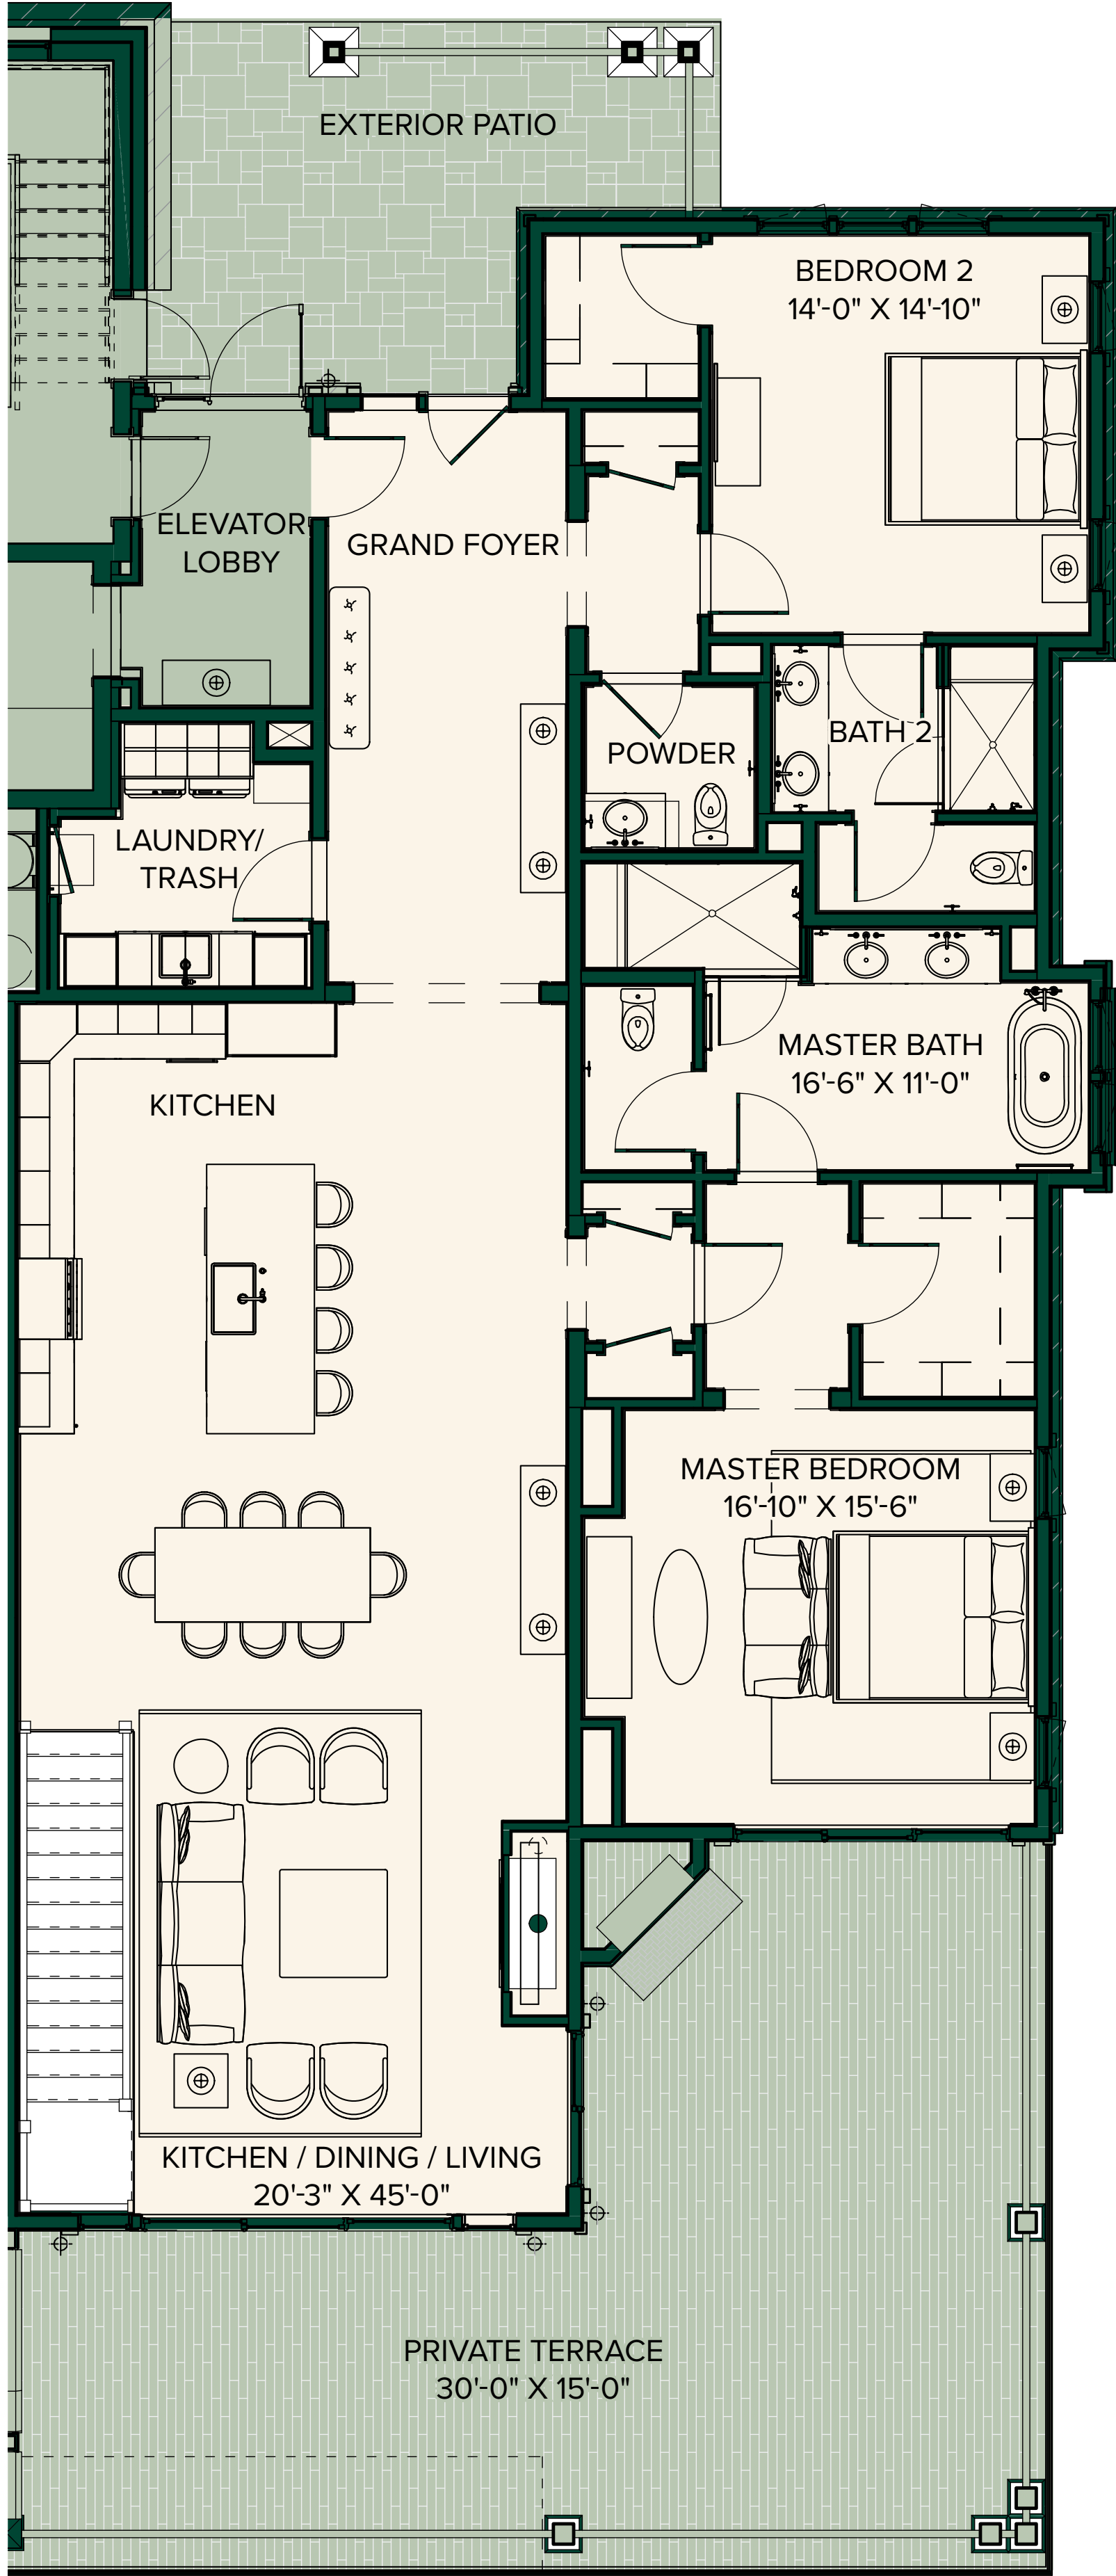 EXTERIOR PATIO
BEDROOM 2
14'-0" X 14'-10"
ELEVATOR
LOBBY
GRAND FOYER
BATH 2
POWDER
LAUNDRY/
TRASH
MASTER BATH
16'-6" X 11'-0"
KITCHEN
MASTER BEDROOM
16'-10" X 15'-6"
KITCHEN / DINING / LIVING
20'-3" X 45'-0"
PRIVATE TERRACE
30'-0" X 15'-0"